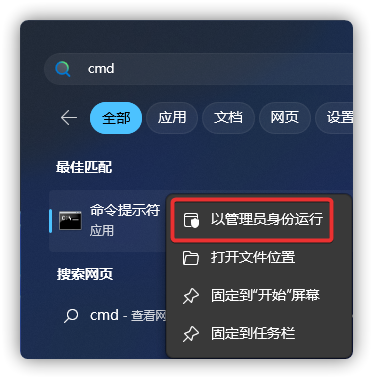 cmd
全部 应用 文档 网页 设置
最佳匹配
命令提示符
应用
以管理员身份运行
打开文件位置
固定到“开始”屏幕
固定到任务栏
搜索网页
cmd - 查看网